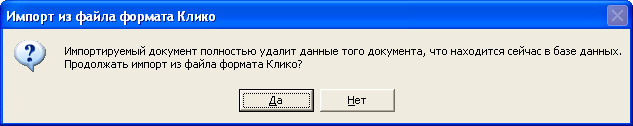 Импорт из файла формата Клико
Импортируемый документ полностью удалит данные того документа, что находится сейчас в базе данных.
Продолжать импорт из файла формата Клико?
Да Нет